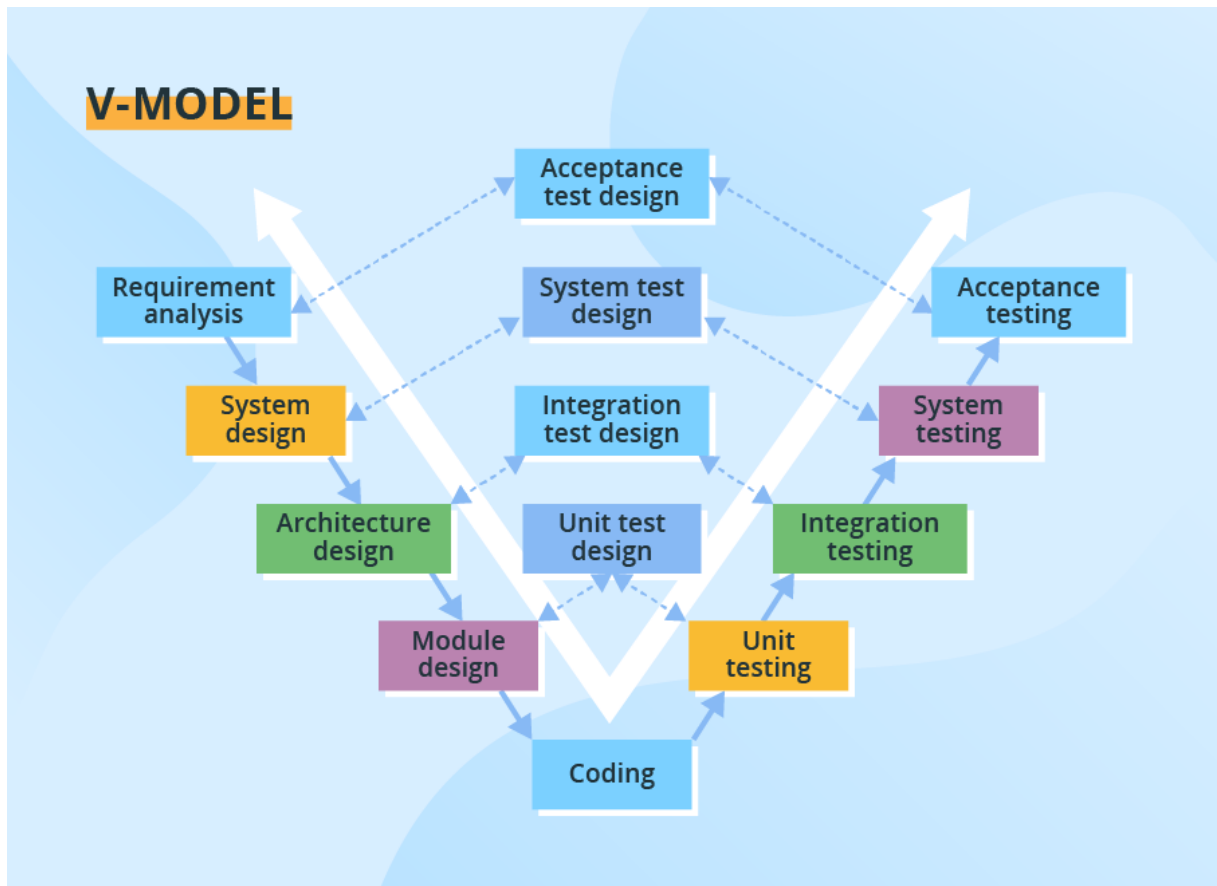 V-MODEL
Acceptance
test design
Requirement
analysis
System test
design
Acceptance
testing
System
design
Integration
test design
System
testing
Architecture
design
Unit test
design
Integration
testing
Module
design
Unit
testing
Coding